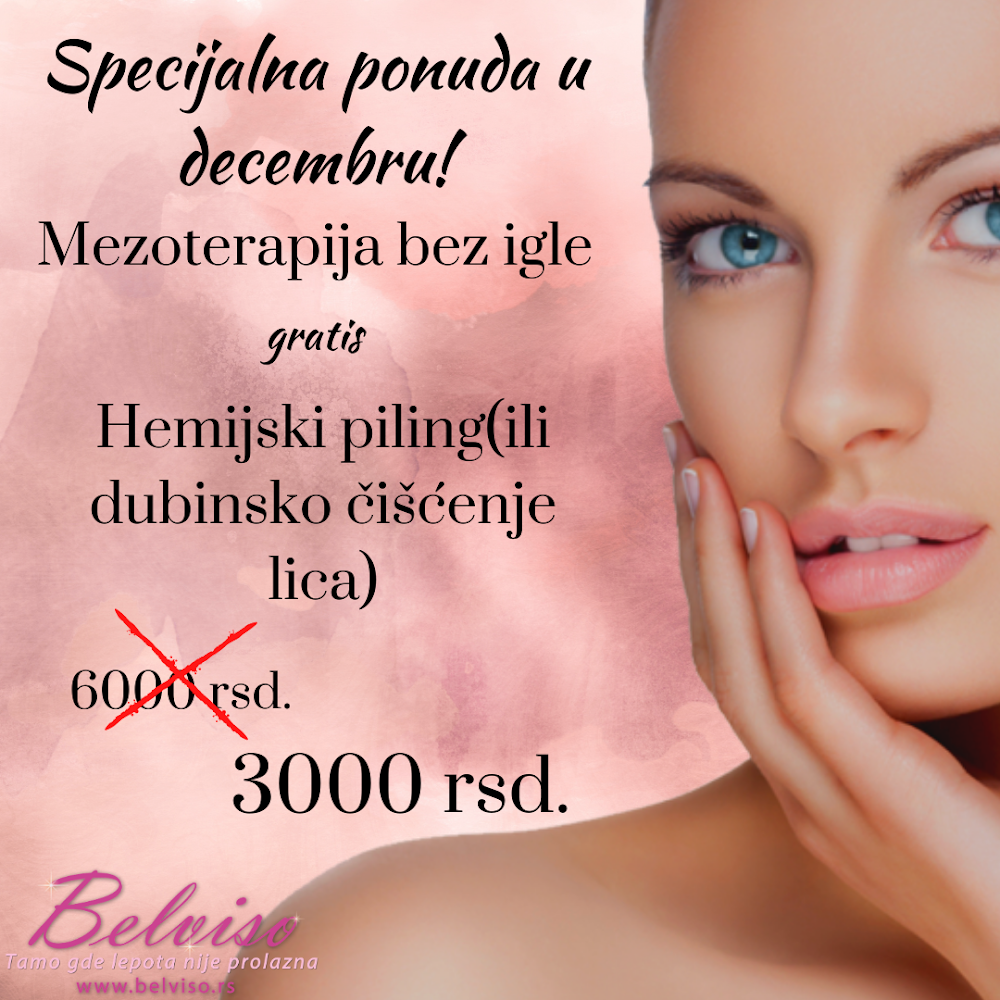 Specijalna ponuda u
decembru!
Mezoterapija bez igle
gratis
Hemijski piling(ili
dubinsko čišćenje
lica)
6000 rsd.
3000 rsd.
Belviso
Tamo gde lepota nije prolazna
www.belviso.rs